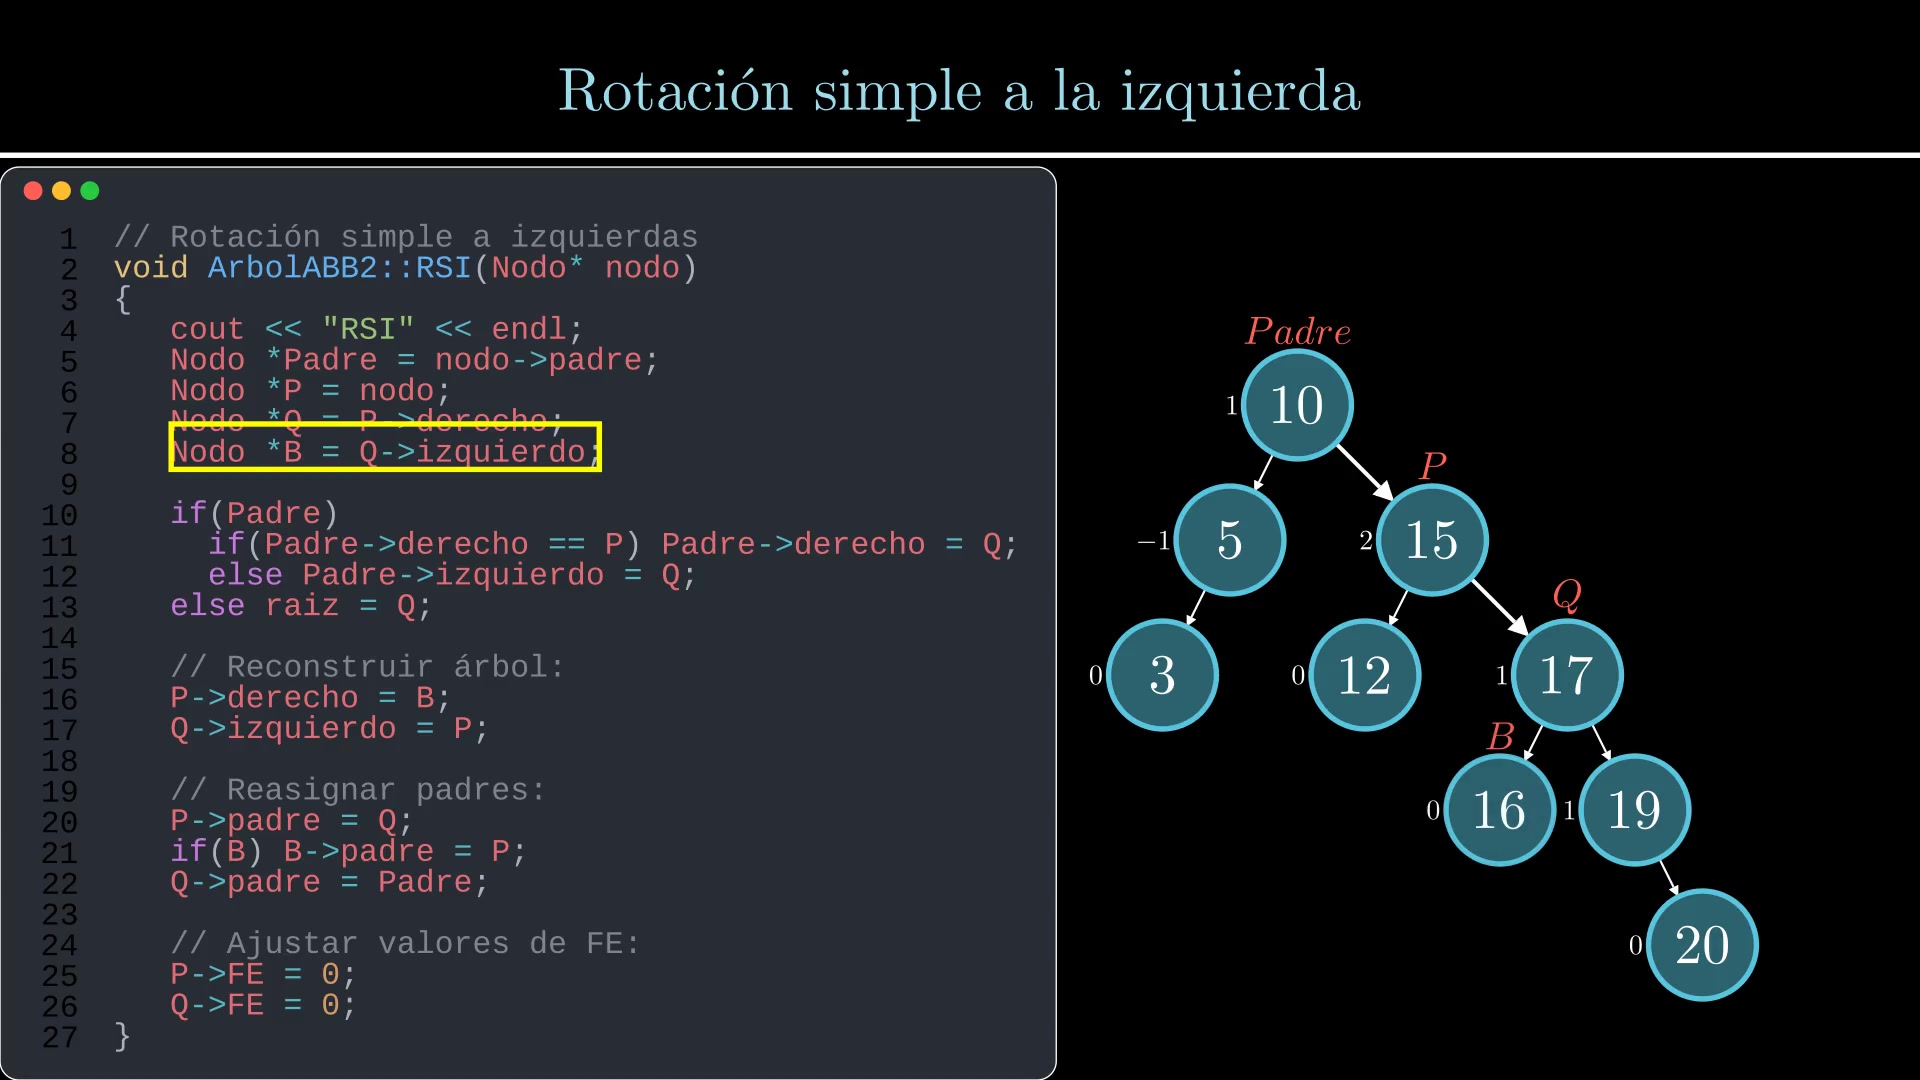 Rotación simple a la izquierda
1 // Rotación simple a izquierdas
2 void ArbolABB2::RSI(Nodo* nodo)
3 {
4 cout << "RSI" << endl;
5 Nodo *Padre = nodo->padre;
6 Nodo *P = nodo;
7 Nodo *Q = P->derecho;
8 Nodo *B = Q->izquierdo;
9
10 if(Padre)
11 if(Padre->derecho == P) Padre->derecho = Q;
12 else Padre->izquierdo = Q;
13 else raiz = Q;
14
15 // Reconstruir árbol:
16 P->derecho = B;
17 Q->izquierdo = P;
18
19 // Reasignar padres:
20 P->padre = Q;
21 if(B) B->padre = P;
22 Q->padre = Padre;
23
24 // Ajustar valores de FE:
25 P->FE = 0;
26 Q->FE = 0;
27 }
Padre
1 10
P
−1 5 2 15
Q
0 3 0 12 1 17
B
0 16 1 19
0 20